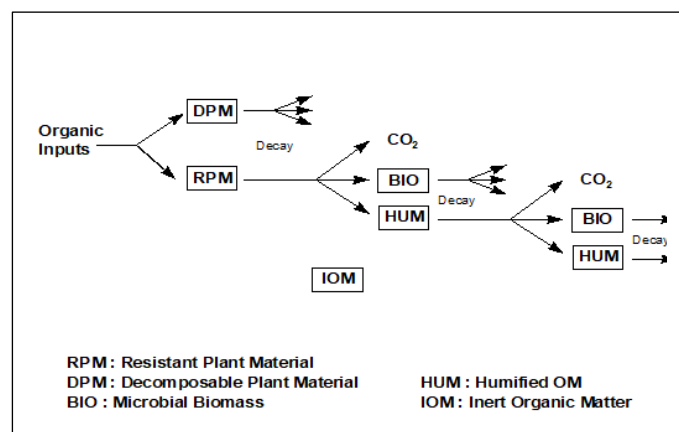 DPM
Organic
Inputs
Decay
CO₂
RPM
BIO
CO₂
Decay
HUM
BIO
Decay
HUM
IOM
RPM : Resistant Plant Material
DPM : Decomposable Plant Material
HUM : Humified OM
BIO : Microbial Biomass
IOM : Inert Organic Matter